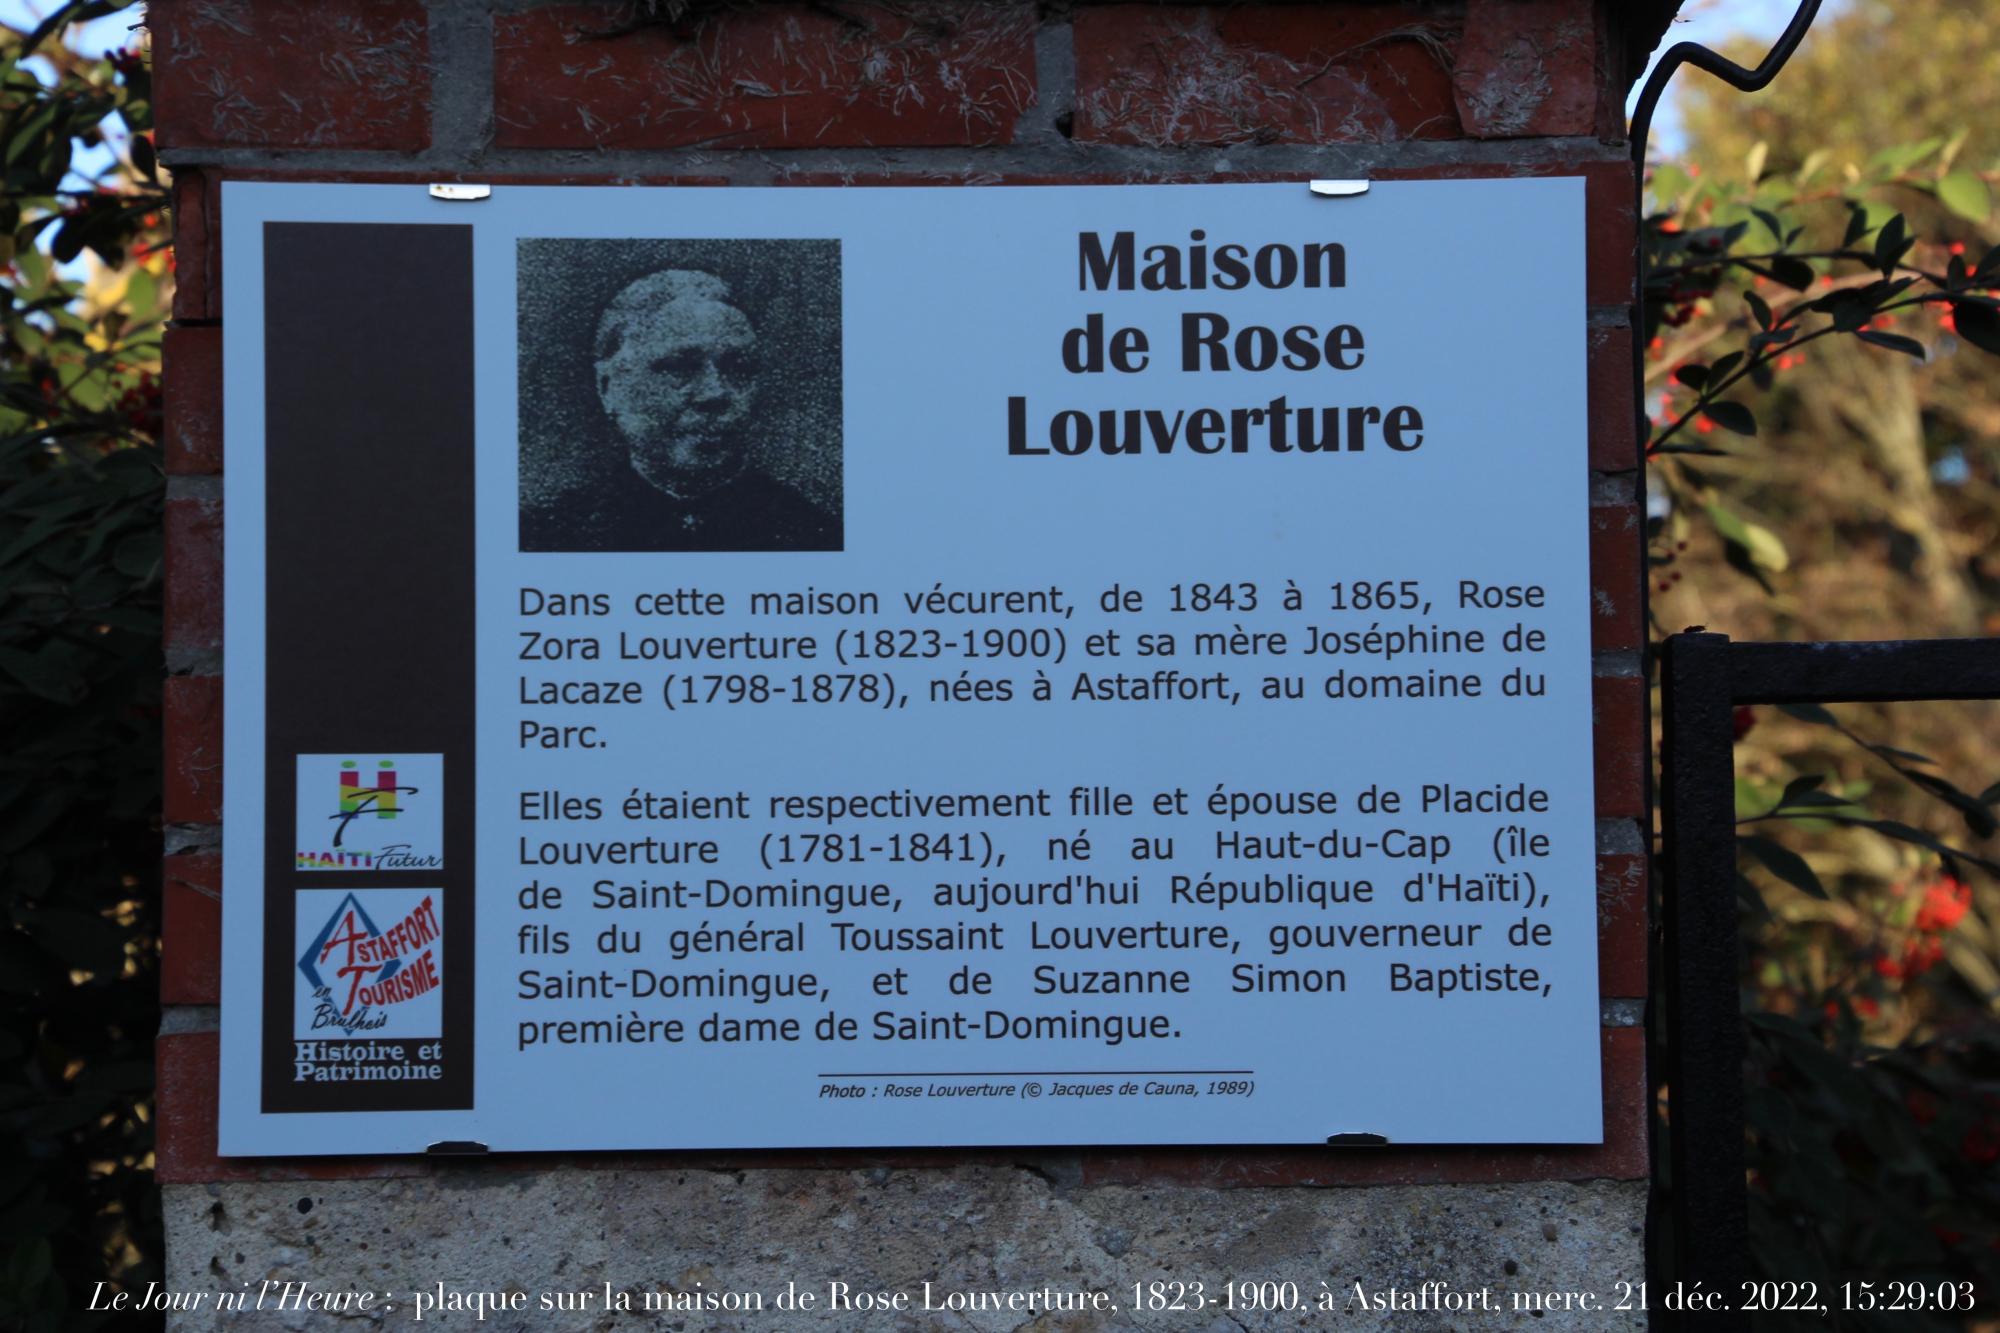 Maison
de Rose
Louverture
Dans cette maison vécurent, de 1843 à 1865, Rose
Zora Louverture (1823-1900) et sa mère Joséphine de
Lacaze (1798-1878), nées à Astaffort, au domaine du
Parc.
Elles étaient respectivement fille et épouse de Placide
Louverture (1781-1841), né au Haut-du-Cap (île
de Saint-Domingue, aujourd'hui République d'Haïti),
fils du général Toussaint Louverture, gouverneur de
Saint-Domingue, et de Suzanne Simon Baptiste,
première dame de Saint-Domingue.
Photo : Rose Louverture (© Jacques de Cauna, 1989)
HF
HAÏTI Futur
ASTAFFORT
TOURISME
en
Brulhois
Histoire et
Patrimoine
Le Jour ni l'Heure : plaque sur la maison de Rose Louverture, 1823-1900, à Astaffort, merc. 21 déc. 2022, 15:29:03